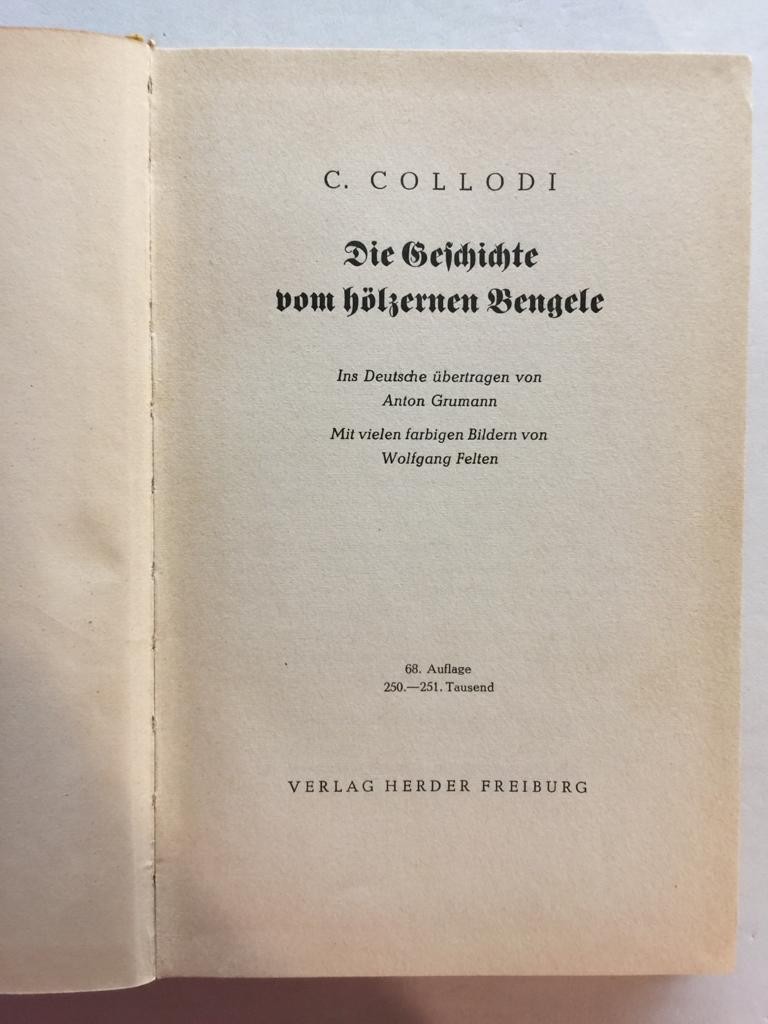 C. COLLODI
Die Geſchichte
vom hölzernen Bengele
Ins Deutsche übertragen von
Anton Grumann
Mit vielen farbigen Bildern von
Wolfgang Felten
68. Auflage
250.—251. Tausend
VERLAG HERDER FREIBURG